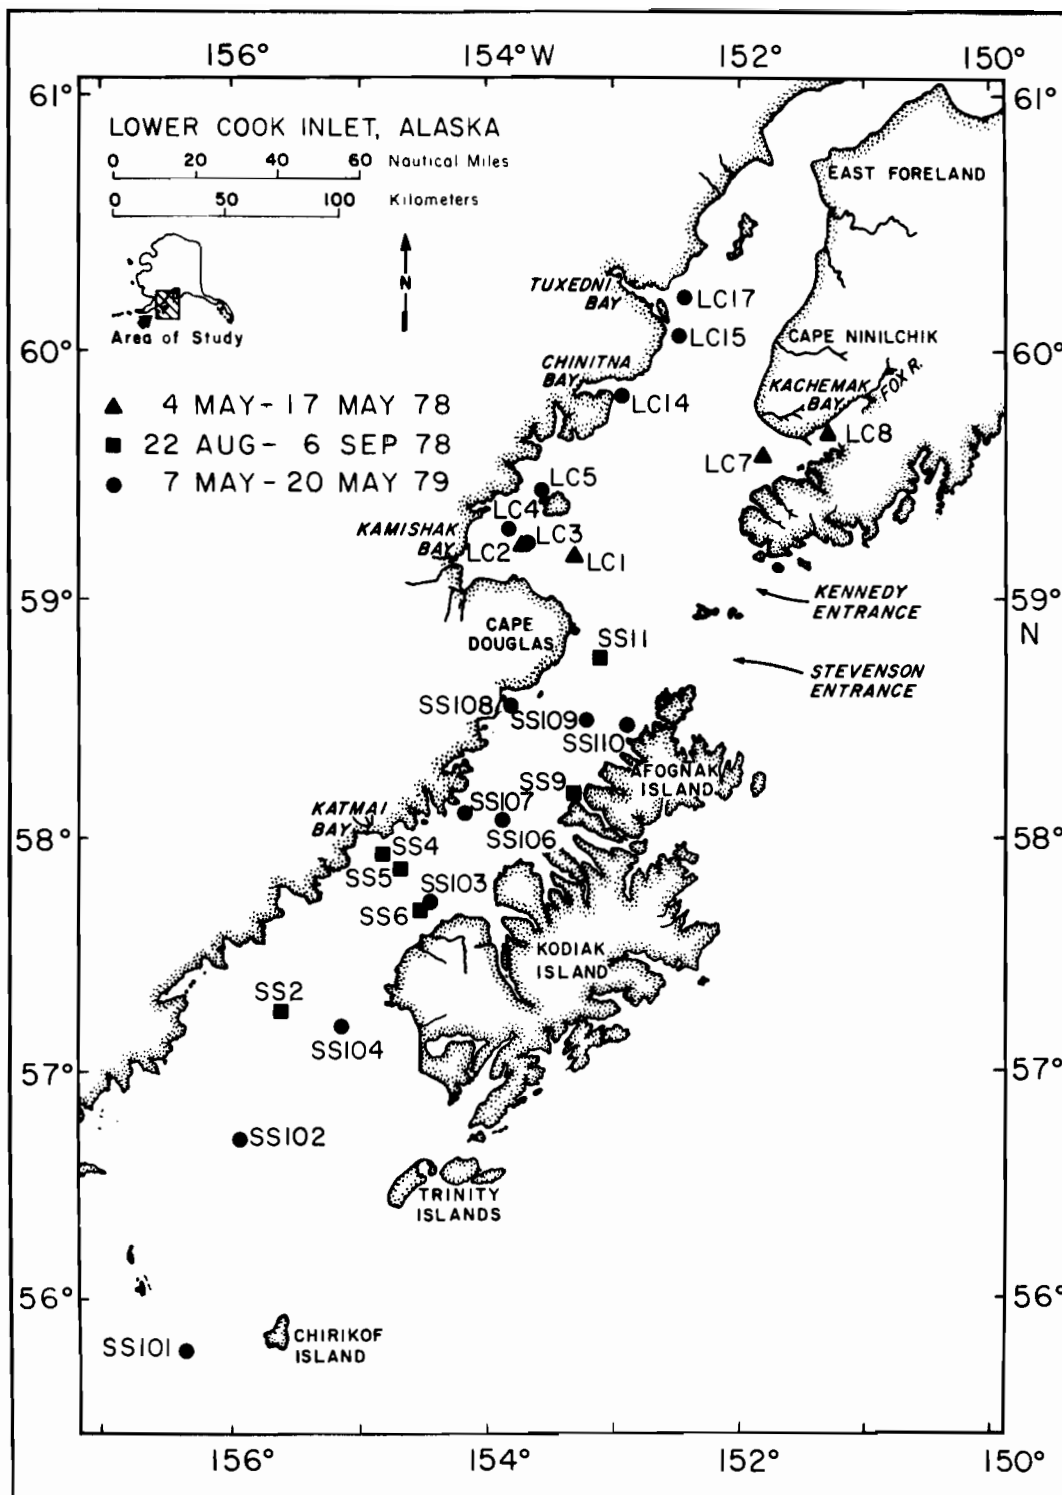 156° 154°W 152° 150°
61° 61°
LOWER COOK INLET, ALASKA
0 20 40 60 Nautical Miles
0 50 100 Kilometers
N
Area of Study
▲ 4 MAY-17 MAY 78
■ 22 AUG- 6 SEP 78
● 7 MAY-20 MAY 79
EAST FORELAND
TUXEDNI
BAY
LC17
LC15
CAPE NINILCHIK
60° 60°
CHINITNA
BAY
LC14
KACHEMAK
BAY
FOX R.
LC8
LC7
LC5
LC4
LC3
KAMISHAK
BAY
LC2
LC1
KENNEDY
ENTRANCE
59° 59°
N
CAPE
DOUGLAS
SS11
STEVENSON
ENTRANCE
SS108
SS109
SS110
SS9
AFOGNAK
ISLAND
SS107
SS106
KATMAI
BAY
58° 58°
SS4
SS5
SS103
SS6
KODIAK
ISLAND
SS2
SS104
57° 57°
SS102
TRINITY
ISLANDS
56° 56°
SS101
CHIRIKOF
ISLAND
156° 154° 152° 150°